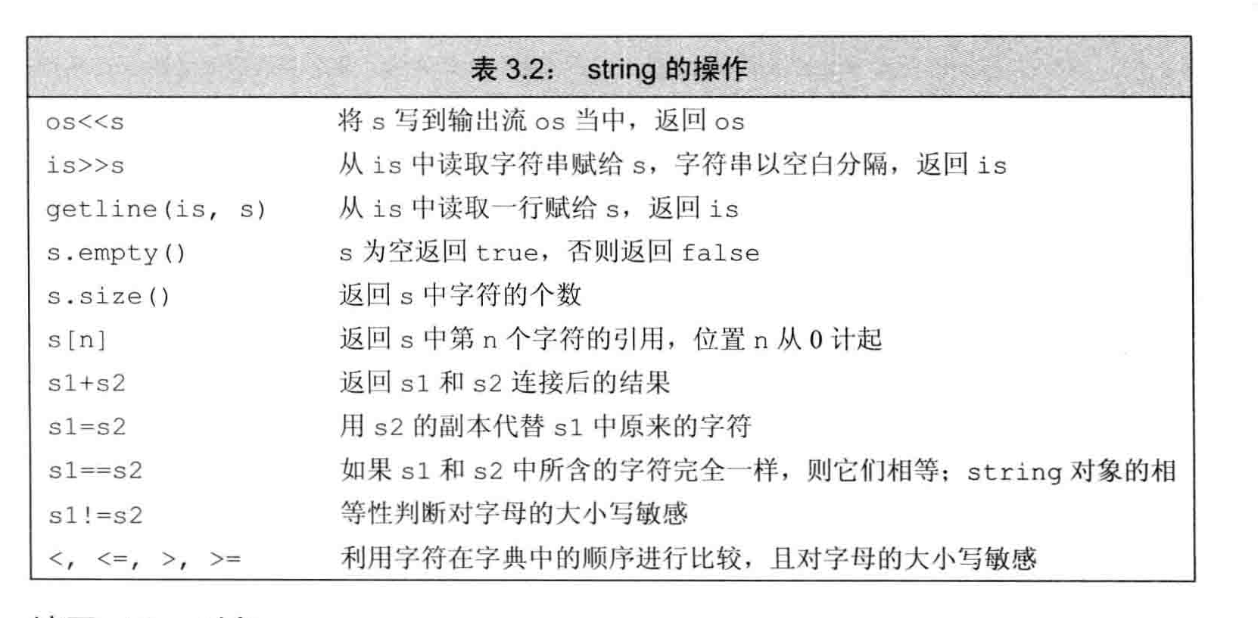 表 3.2： string 的操作
os<<s 将 s 写到输出流 os 当中，返回 os
is>>s 从 is 中读取字符串赋给 s，字符串以空白分隔，返回 is
getline(is, s) 从 is 中读取一行赋给 s，返回 is
s.empty() s 为空返回 true，否则返回 false
s.size() 返回 s 中字符的个数
s[n] 返回 s 中第 n 个字符的引用，位置 n 从 0 计起
s1+s2 返回 s1 和 s2 连接后的结果
s1=s2 用 s2 的副本代替 s1 中原来的字符
s1==s2 如果 s1 和 s2 中所含的字符完全一样，则它们相等；string 对象的相
s1!=s2 等性判断对字母的大小写敏感
<, <=, >, >= 利用字符在字典中的顺序进行比较，且对字母的大小写敏感